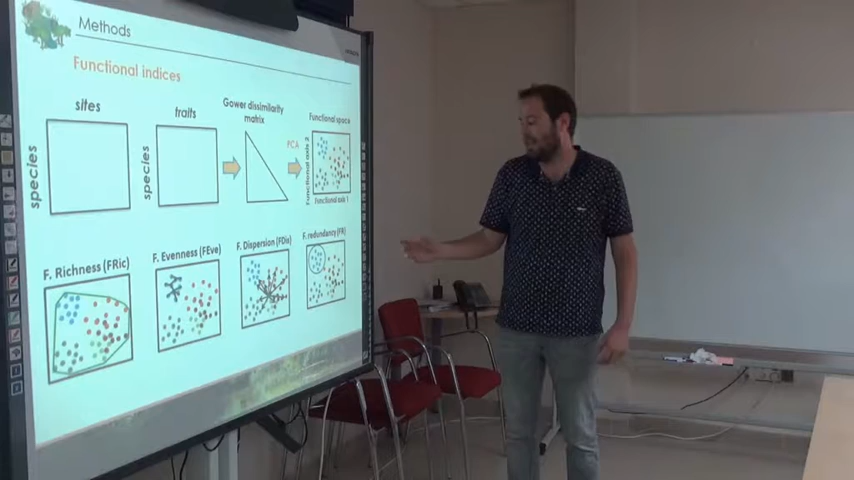 Methods
Functional indices
sites
traits
Gower dissimilarity
matrix
Functional space
species
species
PCA
Functional axis 2
Functional axis 1
F. Richness (FRic)
F. Evenness (FEve)
F. Dispersion (FDis)
F. redundancy (FR)